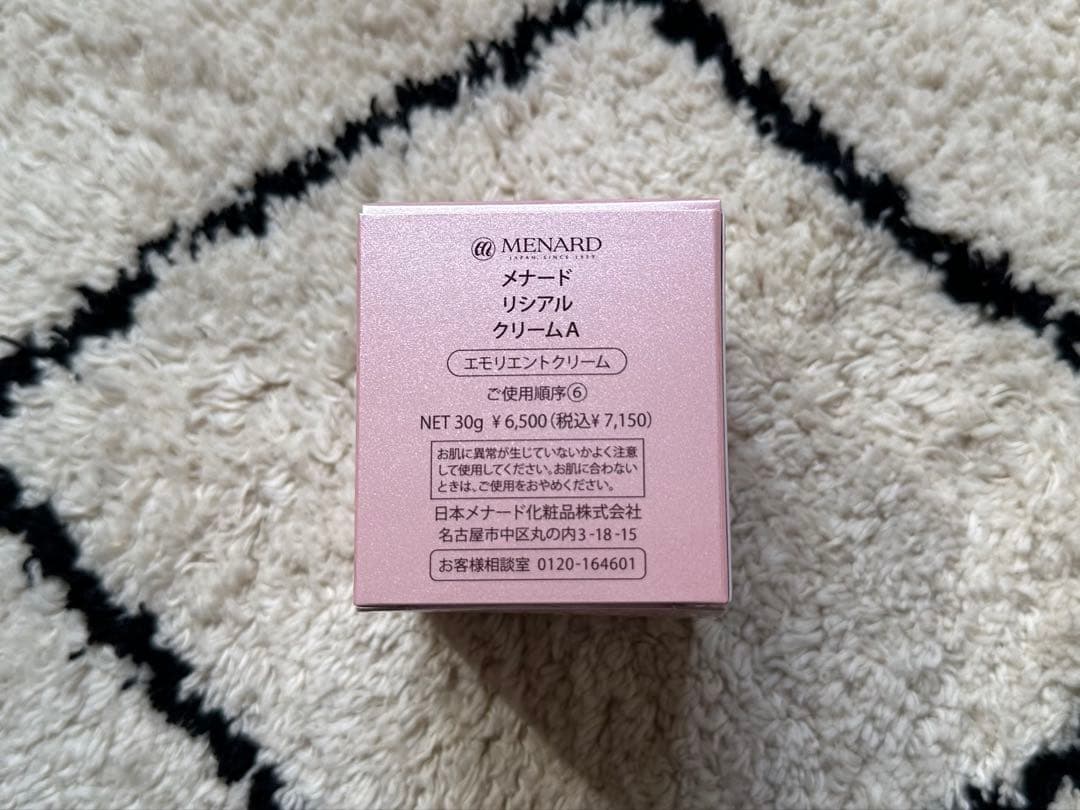 MENARD
JAPAN, SINCE 1959
メナード
リシアル
クリームA
エモリエントクリーム
ご使用順序⑥
NET 30g ¥6,500(税込¥7,150)
お肌に異常が生じていないかよく注意
して使用してください。お肌に合わない
ときは、ご使用をおやめください。
日本メナード化粧品株式会社
名古屋市中区丸の内3-18-15
お客様相談室 0120-164601